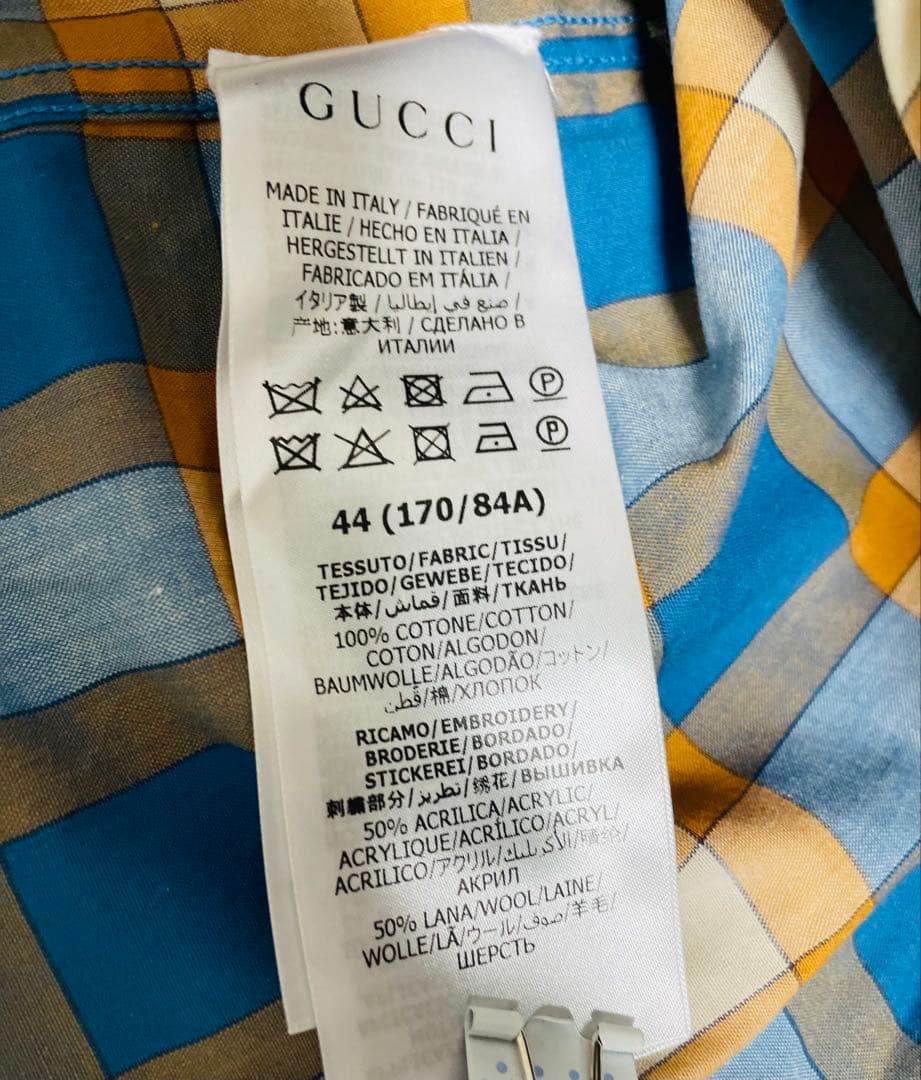 GUCCI
MADE IN ITALY / FABRIQUÉ EN
ITALIE / HECHO EN ITALIA /
HERGESTELLT IN ITALIEN /
FABRICADO EM ITÁLIA /
イタリア製 / صنع في إيطاليا /
产地:意大利 / СДЕЛАНО В
ИТАЛИИ
P
P
44 (170/84A)
TESSUTO/FABRIC/TISSU/
TEJIDO/GEWEBE/TECIDO/
本体/قماش/面料/ТКАНЬ
100% COTONE/COTTON/
COTON/ALGODON/
BAUMWOLLE/ALGODÃO/コットン/
قطن/棉/ХЛОПОК
RICAMO/EMBROIDERY/
BRODERIE/BORDADO/
STICKEREI/BORDADO/
刺繍部分/تطريز/绣花/ВЫШИВКА
50% ACRILICA/ACRYLIC/
ACRYLIQUE/ACRÍLICO/ACRYL/
ACRILICO/アクリル/الأكريليك/腈纶/
АКРИЛ
50% LANA/WOOL/LAINE/
WOLLE/LÃ/ウール/صوف/羊毛/
ШЕРСТЬ